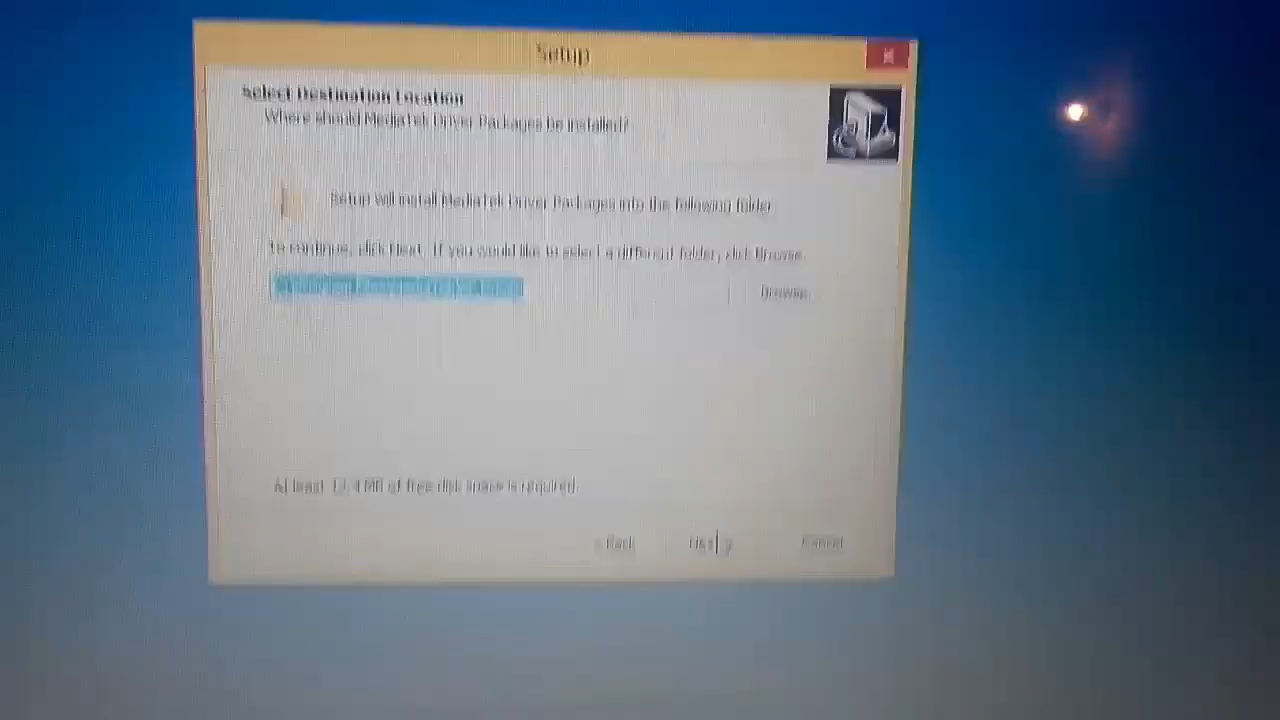 Setup
Select Destination Location
Where should MediaTek Driver Packages be installed?
Setup will install MediaTek Driver Packages into the following folder.
To continue, click Next. If you would like to select a different folder, click Browse.
Browse...
At least MB of free disk space is required.
< Back
Next >
Cancel